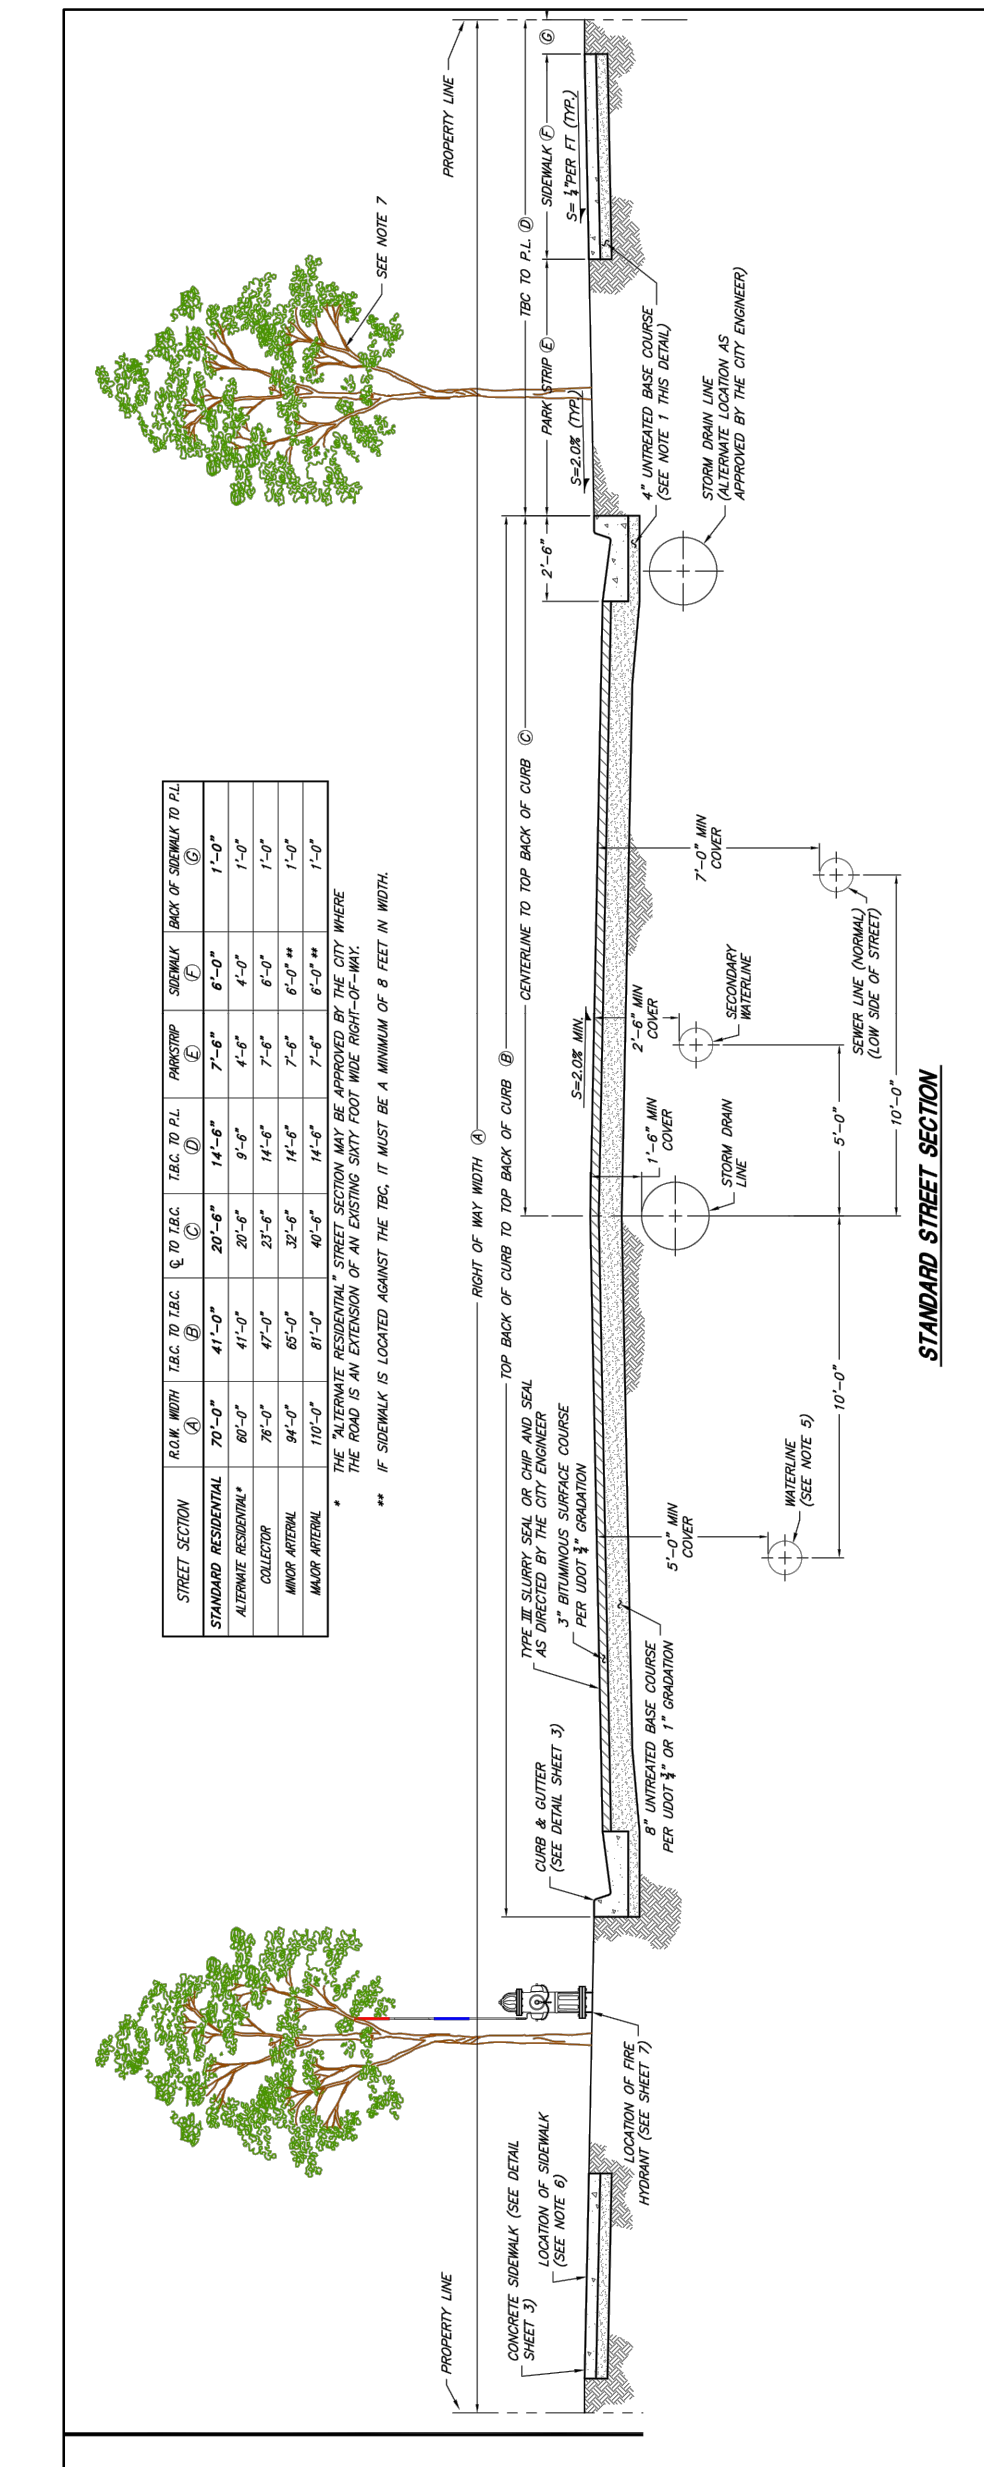 STREET SECTION R.O.W. WIDTH T.B.C. TO T.B.C. ℄ TO T.B.C. T.B.C. TO P.L. PARKSTRIP SIDEWALK BACK OF SIDEWALK TO P.L.
A B C D E F G
STANDARD RESIDENTIAL 70'-0" 41'-0" 20'-6" 14'-6" 7'-6" 6'-0" 1'-0"
ALTERNATE RESIDENTIAL* 60'-0" 41'-0" 20'-6" 9'-6" 4'-6" 4'-0" 1'-0"
COLLECTOR 76'-0" 47'-0" 23'-6" 14'-6" 7'-6" 6'-0" 1'-0"
MINOR ARTERIAL 94'-0" 65'-0" 32'-6" 14'-6" 7'-6" 6'-0" ** 1'-0"
MAJOR ARTERIAL 110'-0" 81'-0" 40'-6" 14'-6" 7'-6" 6'-0" ** 1'-0"
* THE "ALTERNATE RESIDENTIAL" STREET SECTION MAY BE APPROVED BY THE CITY WHERE
THE ROAD IS AN EXTENSION OF AN EXISTING SIXTY FOOT WIDE RIGHT-OF-WAY.
** IF SIDEWALK IS LOCATED AGAINST THE TBC, IT MUST BE A MINIMUM OF 8 FEET IN WIDTH.
SEE NOTE 7
PROPERTY LINE
PROPERTY LINE
RIGHT OF WAY WIDTH A
TOP BACK OF CURB TO TOP BACK OF CURB B
CENTERLINE TO TOP BACK OF CURB C
TBC TO P.L. D
2'-6"
PARK STRIP E
SIDEWALK F
G
CONCRETE SIDEWALK (SEE DETAIL
SHEET 3)
LOCATION OF SIDEWALK
(SEE NOTE 6)
LOCATION OF FIRE
HYDRANT (SEE SHEET 7)
CURB & GUTTER
(SEE DETAIL SHEET 3)
TYPE III SLURRY SEAL OR CHIP AND SEAL
AS DIRECTED BY THE CITY ENGINEER
3" BITUMINOUS SURFACE COURSE
PER UDOT ¾" GRADATION
S=2.0% MIN.
S=2.0% (TYP.)
S= ¼"PER FT (TYP.)
8" UNTREATED BASE COURSE
PER UDOT ¾" OR 1" GRADATION
5'-0" MIN
COVER
1'-6" MIN
COVER
2'-6" MIN
COVER
7'-0" MIN
COVER
4" UNTREATED BASE COURSE
(SEE NOTE 1 THIS DETAIL)
STORM DRAIN LINE
(ALTERNATE LOCATION AS
APPROVED BY THE CITY ENGINEER)
WATERLINE
(SEE NOTE 5)
STORM DRAIN
LINE
SECONDARY
WATERLINE
SEWER LINE (NORMAL)
(LOW SIDE OF STREET)
10'-0"
5'-0"
10'-0"
STANDARD STREET SECTION